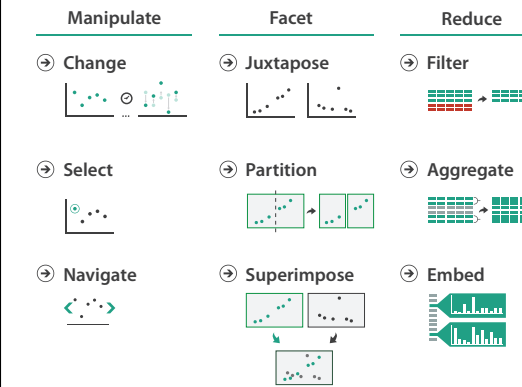 Manipulate
Facet
Reduce
Change
Juxtapose
Filter
...
Select
Partition
Aggregate
Navigate
Superimpose
Embed